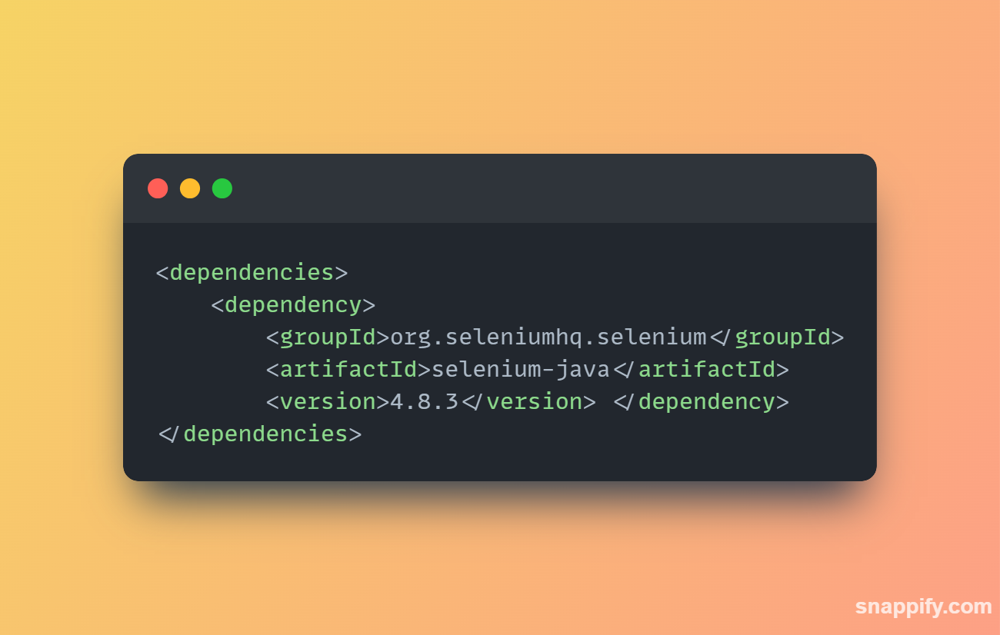 <dependencies>
    <dependency>
        <groupId>org.seleniumhq.selenium</groupId>
        <artifactId>selenium-java</artifactId>
        <version>4.8.3</version> </dependency>
</dependencies>
snappify.com